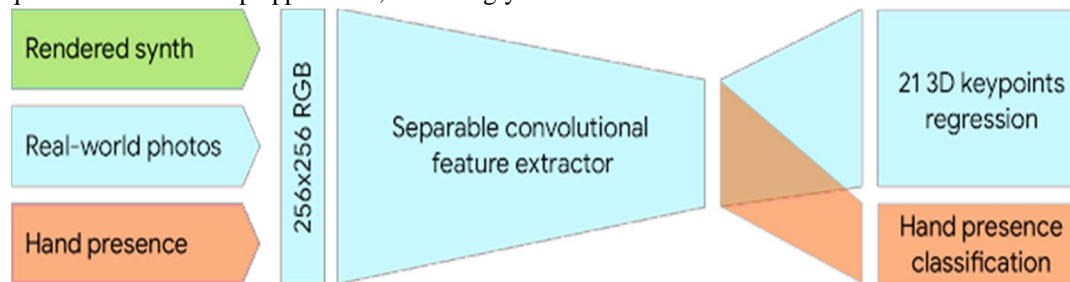 Rendered synth
Real-world photos
Hand presence
256x256 RGB
Separable convolutional
feature extractor
21 3D keypoints
regression
Hand presence
classification